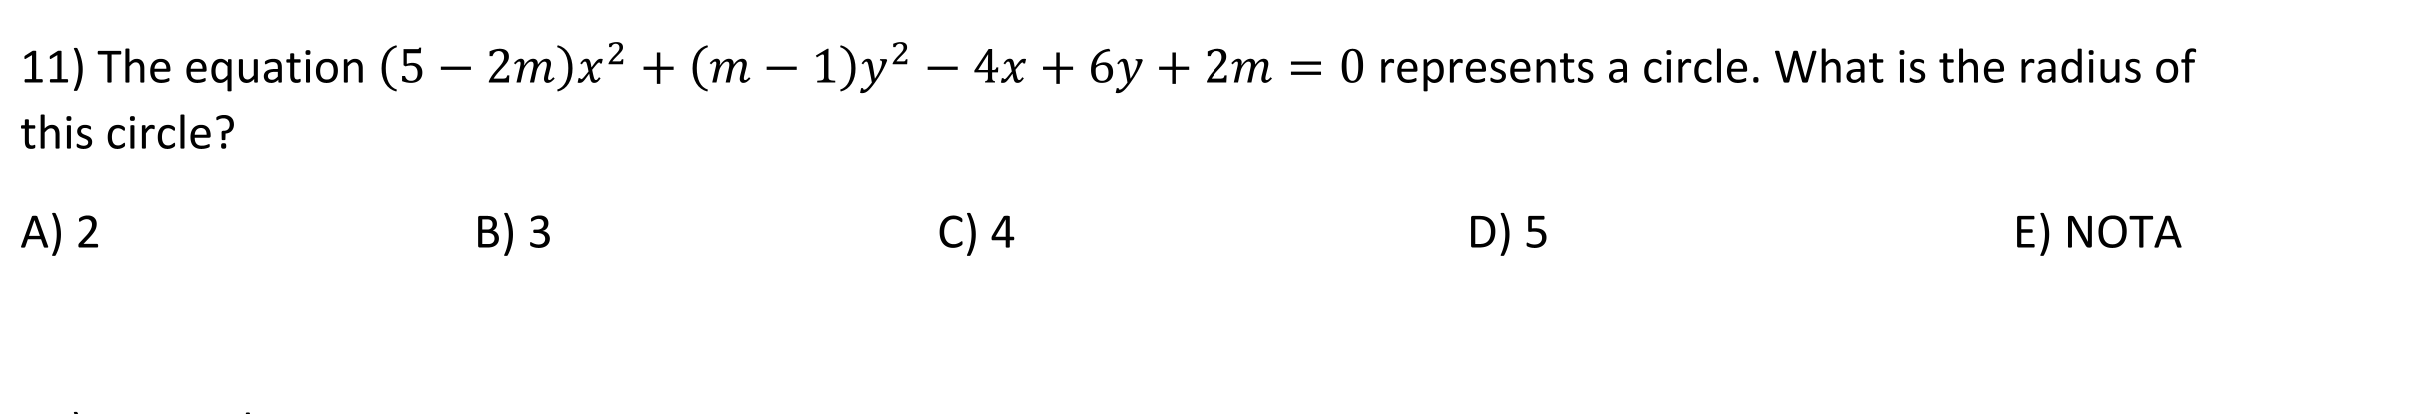 11) The equation (5 − 2m)x² + (m − 1)y² − 4x + 6y + 2m = 0 represents a circle. What is the radius of
this circle?
A) 2 B) 3 C) 4 D) 5 E) NOTA